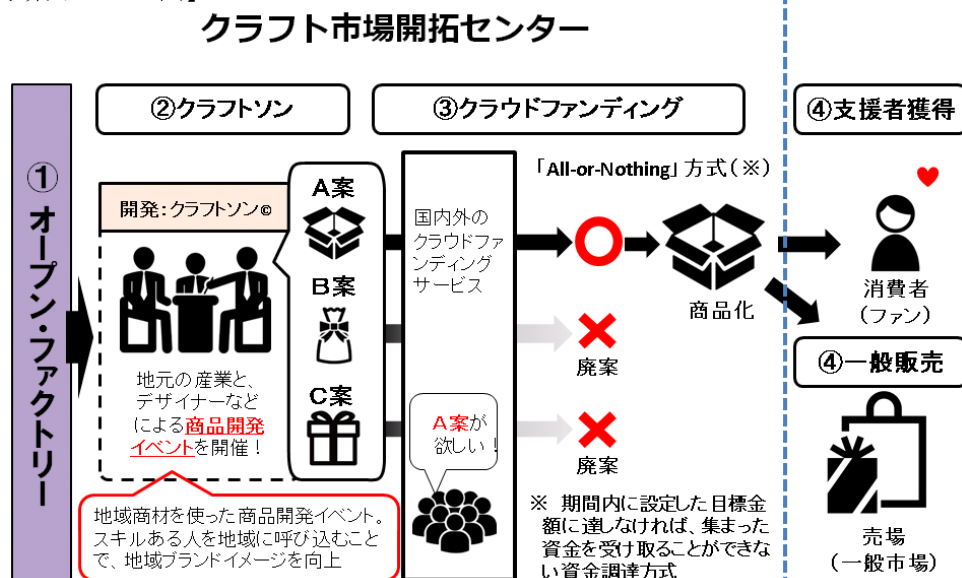 クラフト市場開拓センター
①オープン・ファクトリー
②クラフトソン
③クラウドファンディング
④支援者獲得
開発:クラフトソン©
A案
B案
C案
地元の産業と、
デザイナーなど
による商品開発
イベントを開催!
地域商材を使った商品開発イベント。
スキルある人を地域に呼び込むこと
で、地域ブランドイメージを向上
国内外の
クラウドファ
ンディング
サービス
A案が
欲しい!
「All-or-Nothing」方式(※)
商品化
廃案
廃案
※ 期間内に設定した目標金
額に達しなければ、集まった
資金を受け取ることができな
い資金調達方式
消費者
(ファン)
④一般販売
売場
(一般市場)